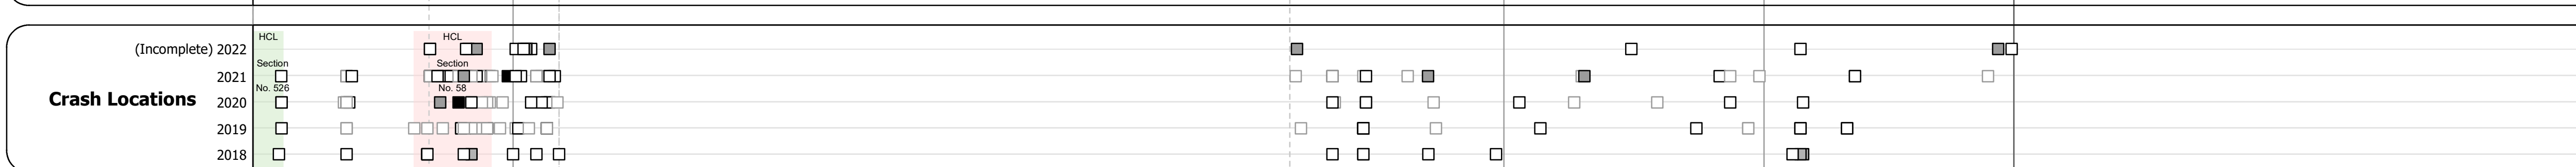 HCL
HCL
(Incomplete) 2022
Section
Section
2021
No. 526
No. 58
Crash Locations
2020
2019
2018